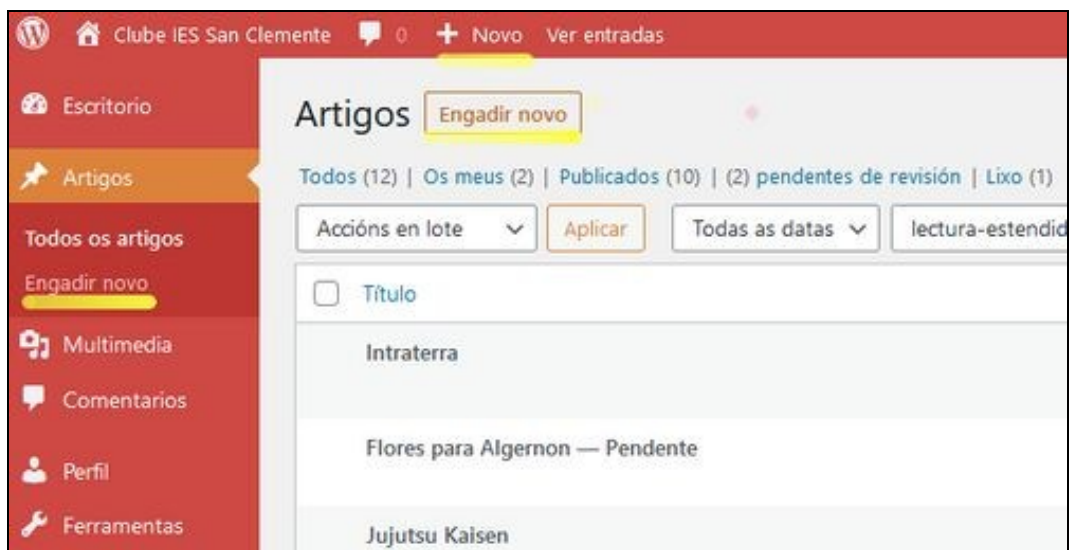 Clube IES San Clemente 0 + Novo Ver entradas
Escritorio
Artigos
Todos os artigos
Engadir novo
Multimedia
Comentarios
Perfil
Ferramentas
Artigos Engadir novo
Todos (12) | Os meus (2) | Publicados (10) | (2) pendentes de revisión | Lixo (1)
Accións en lote Aplicar Todas as datas lectura-estendid
Título
Intraterra
Flores para Algernon — Pendente
Jujutsu Kaisen